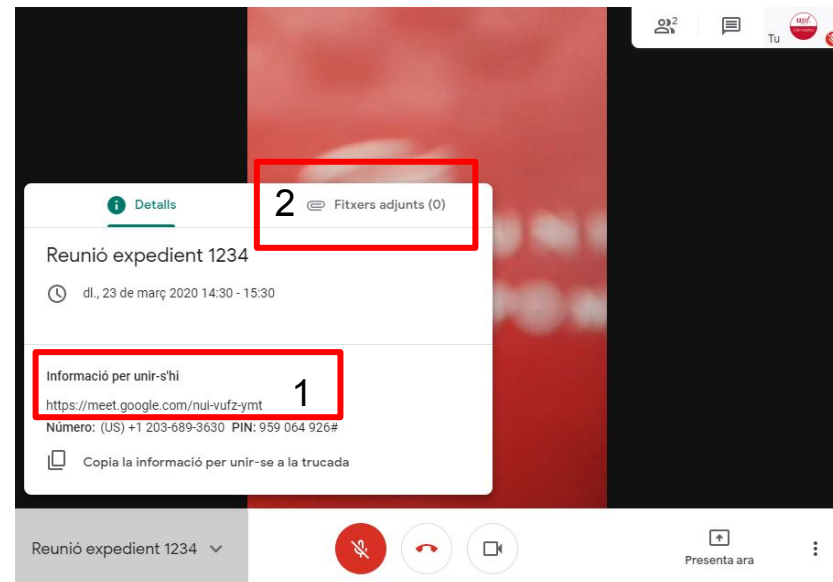 2
Tu
upf.
Detalls
2
Fitxers adjunts (0)
Reunió expedient 1234
dl., 23 de març 2020 14:30 - 15:30
Informació per unir-s'hi
1
https://meet.google.com/nui-vufz-ymt
Número: (US) +1 203-689-3630 PIN: 959 064 926#
Copia la informació per unir-se a la trucada
Reunió expedient 1234
Presenta ara